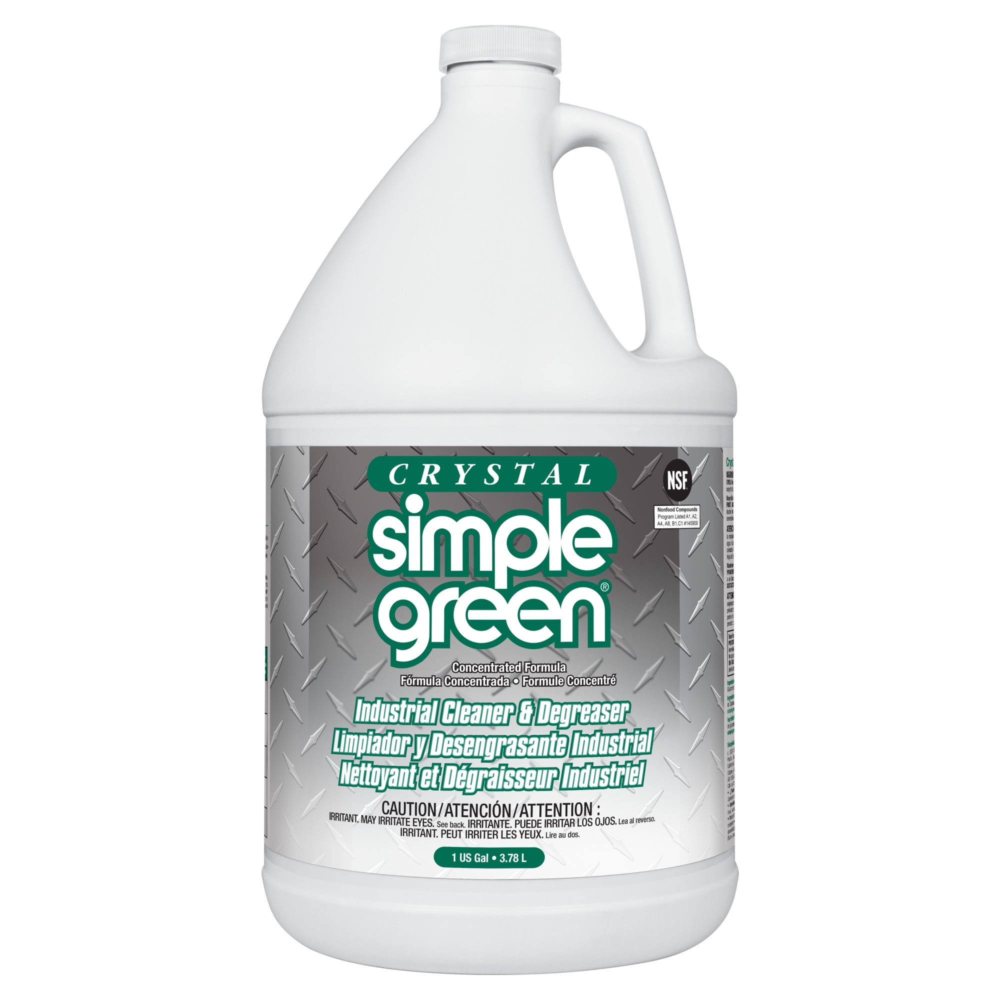 CRYSTAL
simple
green®
NSF
Nonfood Compounds
Program Listed A1, A2,
A4, A8, B1,C1 #145909
Concentrated Formula
Fórmula Concentrada • Formule Concentré
Industrial Cleaner & Degreaser
Limpiador y Desengrasante Industrial
Nettoyant et Dégraisseur Industriel
CAUTION/ATENCIÓN/ATTENTION :
IRRITANT. MAY IRRITATE EYES. See back. IRRITANTE. PUEDE IRRITAR LOS OJOS. Lea al reverso.
IRRITANT. PEUT IRRITER LES YEUX. Lire au dos.
1 US Gal • 3.78 L